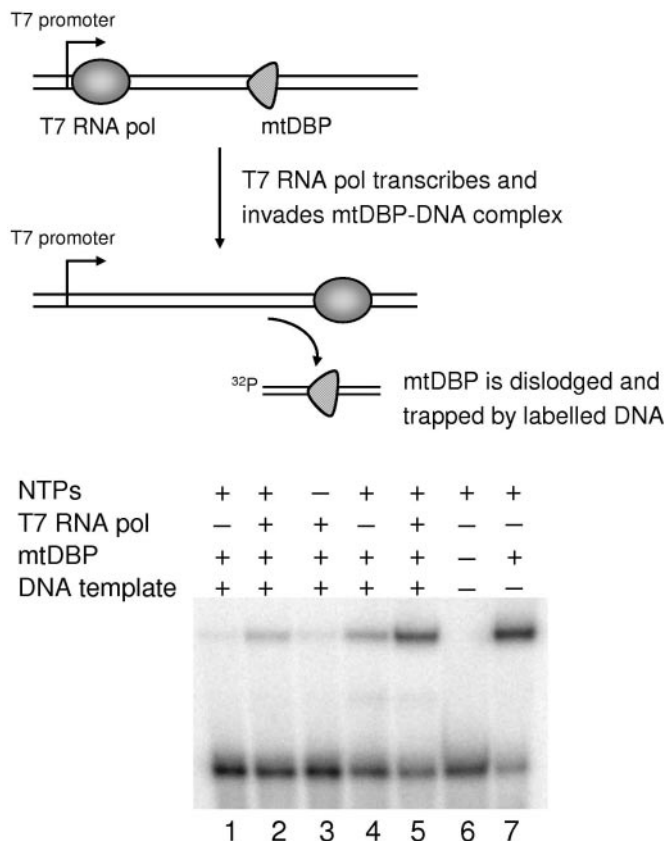 T7 promoter
T7 RNA pol mtDBP
T7 RNA pol transcribes and
invades mtDBP-DNA complex
T7 promoter
32P
mtDBP is dislodged and
trapped by labelled DNA
NTPs + + − + + + +
T7 RNA pol − + + − + − −
mtDBP + + + + + − +
DNA template + + + + + − −
1 2 3 4 5 6 7